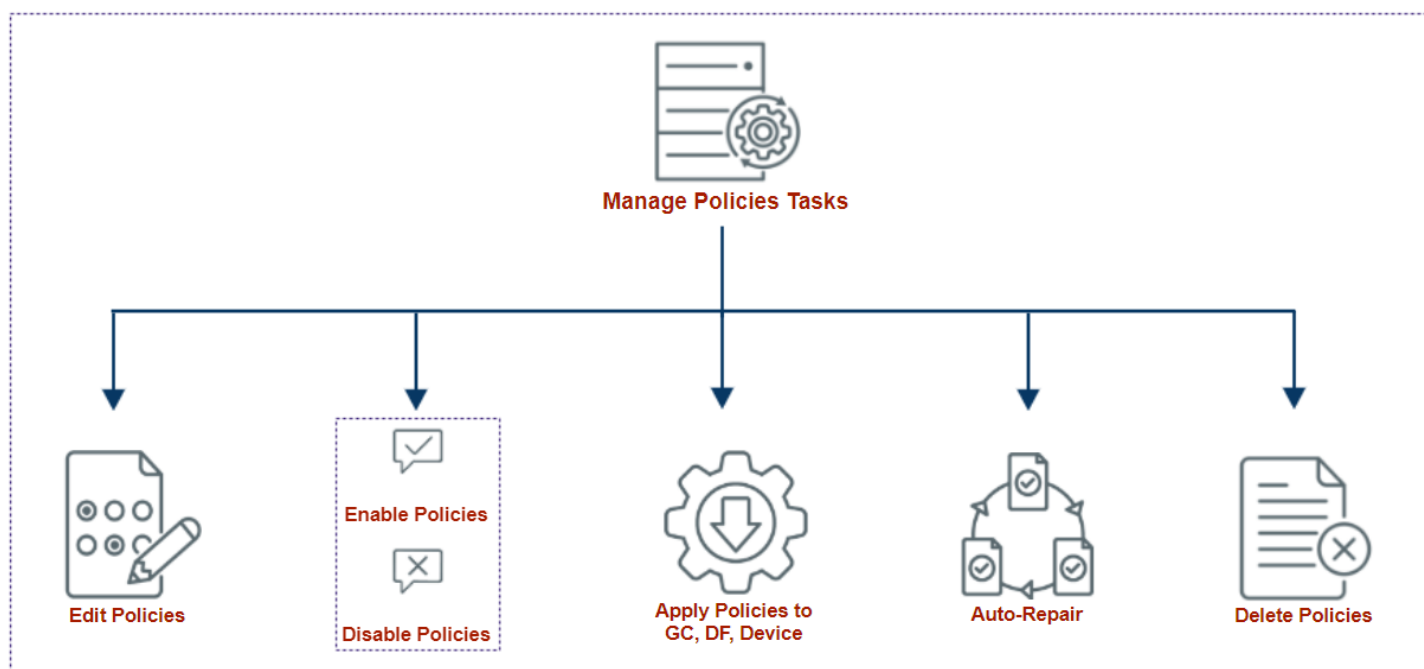 Manage Policies Tasks
Edit Policies
Enable Policies
Disable Policies
Apply Policies to
GC, DF, Device
Auto-Repair
Delete Policies